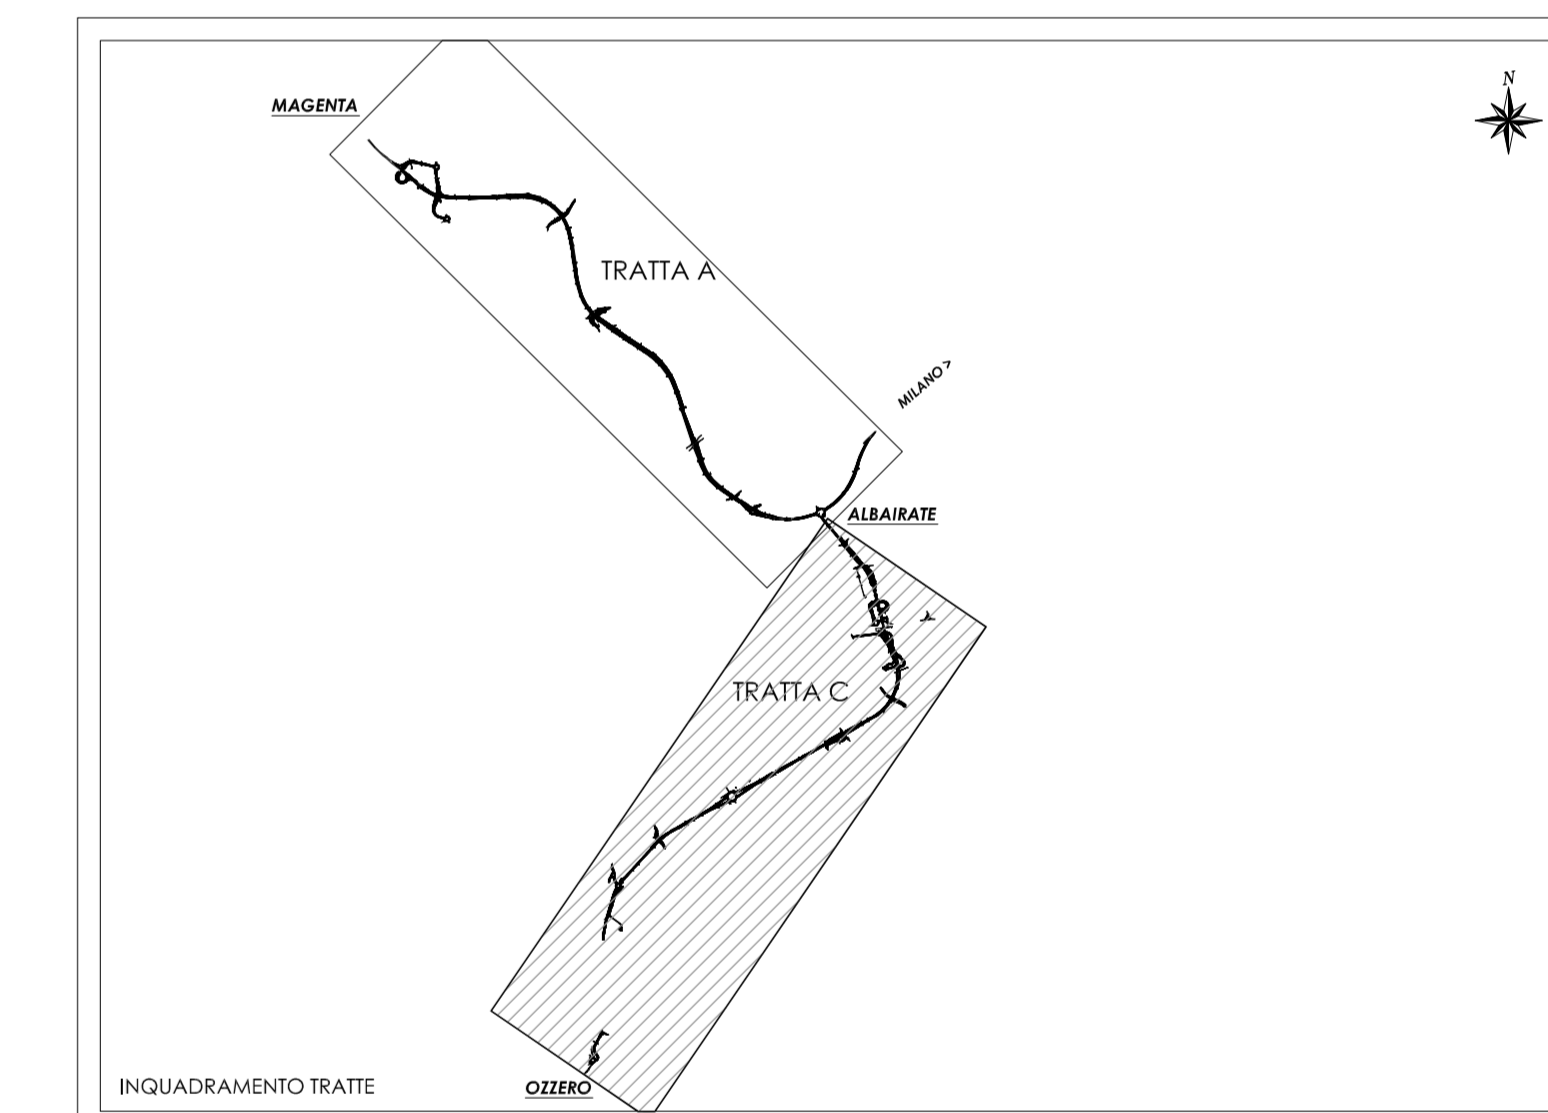 N
MAGENTA
TRATTA A
MILANO >
ALBAIRATE
TRATTA C
INQUADRAMENTO TRATTE
OZZERO